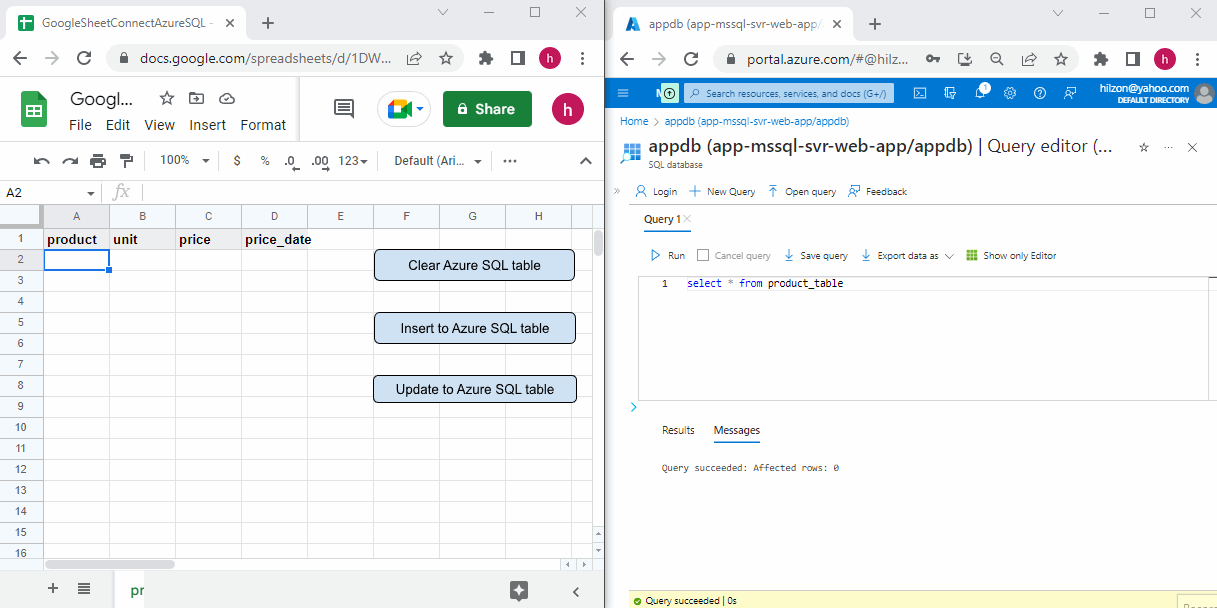 GoogleSheetConnectAzureSQL -
docs.google.com/spreadsheets/d/1DW...
h
Googl...
File Edit View Insert Format
Share
h
100% $ % .0 .00 123 Default (Ari...
A2 fx
A B C D E F G H
1 product unit price price_date
2
3
4
5
6
7
8
9
10
11
12
13
14
15
16
Clear Azure SQL table
Insert to Azure SQL table
Update to Azure SQL table
pr
appdb (app-mssql-svr-web-app/
portal.azure.com/#@hilz...
h
Search resources, services, and docs (G+/)
1
hilzon@yahoo.com
DEFAULT DIRECTORY
Home > appdb (app-mssql-svr-web-app/appdb)
appdb (app-mssql-svr-web-app/appdb) | Query editor (...
SQL database
Login New Query Open query Feedback
Query 1
Run Cancel query Save query Export data as Show only Editor
1 select * from product_table
Results Messages
Query succeeded: Affected rows: 0
Query succeeded | 0s